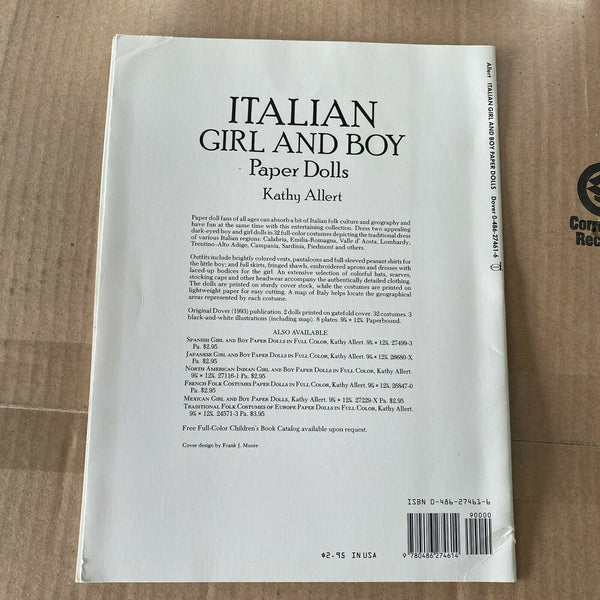 ITALIAN
GIRL AND BOY
Paper Dolls
Kathy Allert
Paper doll fans of all ages can absorb a bit of Italian folk culture and geography and
have fun at the same time with this entertaining collection. Dress two appealing
dark-eyed boy and girl dolls in 32 full-color costumes depicting the traditional dress
of various Italian regions: Calabria, Emilia-Romagna, Valle d'Aosta, Lombardy,
Trentino-Alto Adige, Campania, Sardinia, Piedmont and others.
Outfits include brightly colored vests, pantaloons and full-sleeved peasant shirts for
the little boy; and full skirts, fringed shawls, embroidered aprons and dresses with
laced-up bodices for the girl. An extensive selection of colorful hats, scarves,
stocking caps and other headwear accompany the authentically detailed clothing.
The dolls are printed on sturdy cover stock, while the costumes are printed on
lightweight paper for easy cutting. A map of Italy helps locate the geographical
areas represented by each costume.
Original Dover (1993) publication. 2 dolls printed on gatefold cover. 32 costumes. 3
black-and-white illustrations (including map). 8 plates. 9¼ × 12¼. Paperbound.
ALSO AVAILABLE
SPANISH GIRL AND BOY PAPER DOLLS IN FULL COLOR, Kathy Allert. 9¼ × 12¼. 27499-3
Pa. $2.95
JAPANESE GIRL AND BOY PAPER DOLLS IN FULL COLOR, Kathy Allert. 9¼ × 12¼. 26680-X
Pa. $2.95
NORTH AMERICAN INDIAN GIRL AND BOY PAPER DOLLS IN FULL COLOR, Kathy Allert.
9¼ × 12¼. 27116-1 Pa. $2.95
FRENCH FOLK COSTUMES PAPER DOLLS IN FULL COLOR, Kathy Allert. 9¼ × 12¼. 26847-0
Pa. $2.95
MEXICAN GIRL AND BOY PAPER DOLLS, Kathy Allert. 9¼ × 12¼. 27229-X Pa. $2.95
TRADITIONAL FOLK COSTUMES OF EUROPE PAPER DOLLS IN FULL COLOR, Kathy Allert.
9¼ × 12¼. 24571-3 Pa. $3.95
Free Full-Color Children's Book Catalog available upon request.
Cover design by Frank J. Moore
ISBN 0-486-27461-6
90000
9 780486 274614
$2.95 IN USA
Allert ITALIAN GIRL AND BOY PAPER DOLLS Dover 0-486-27461-6
Corr
Rec